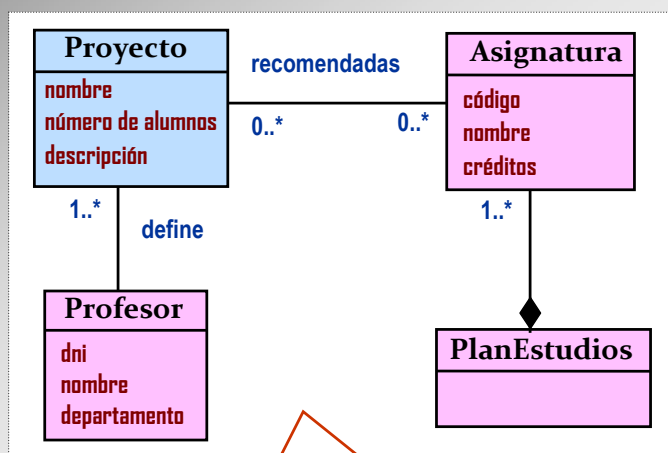 Proyecto
nombre
número de alumnos
descripción
recomendadas
0..*
0..*
Asignatura
código
nombre
créditos
1..*
define
1..*
Profesor
dni
nombre
departamento
PlanEstudios